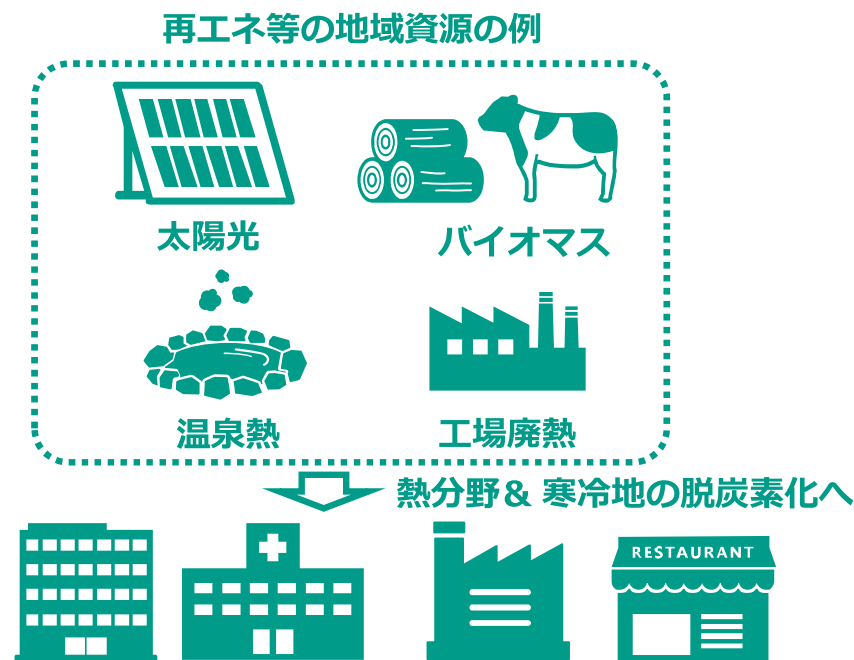 再エネ等の地域資源の例
太陽光
バイオマス
温泉熱
工場廃熱
熱分野& 寒冷地の脱炭素化へ
RESTAURANT